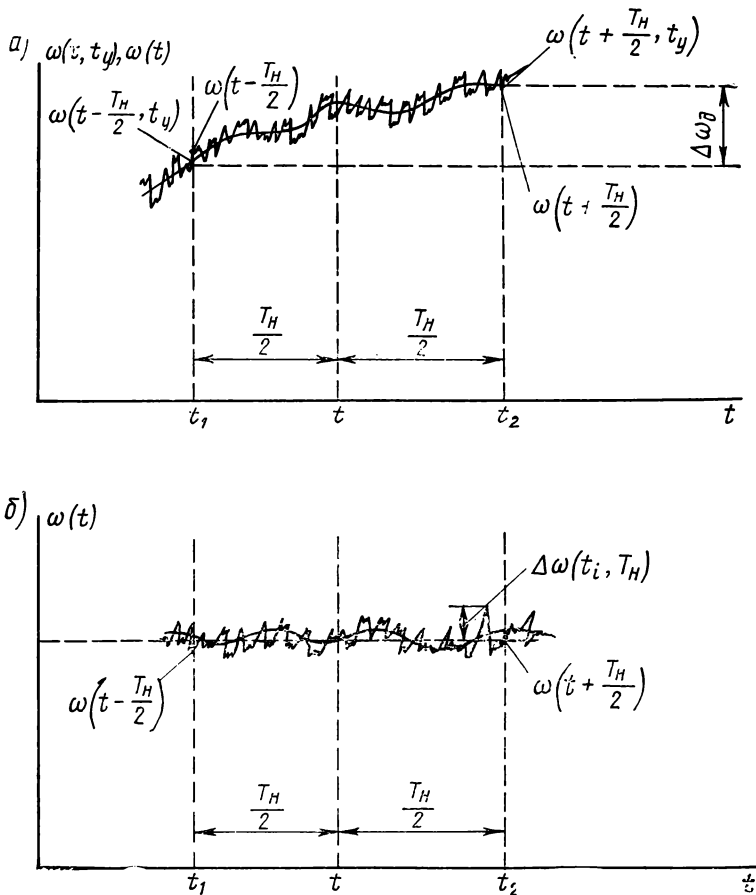 а) ω(t, tу), ω(t)
ω(t + Tн/2, tу)
ω(t − Tн/2)
ω(t − Tн/2, tу)
Δωд
ω(t + Tн/2)
Tн/2 Tн/2
t₁ t t₂ t
б) ω(t)
Δω(tᵢ, Tн)
ω(t − Tн/2)
ω(t + Tн/2)
Tн/2 Tн/2
t₁ t t₂ t